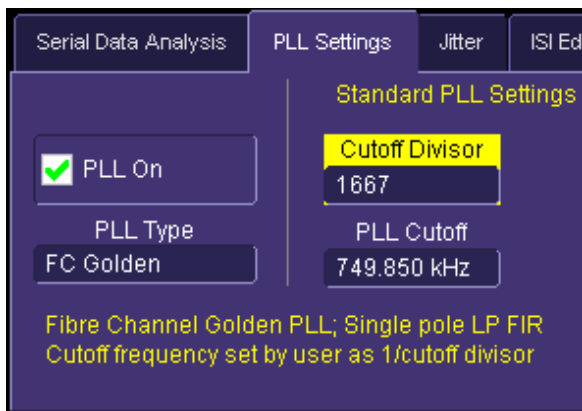 Serial Data Analysis
PLL Settings
Jitter
ISI Ed
Standard PLL Settings
PLL On
Cutoff Divisor
1667
PLL Type
FC Golden
PLL Cutoff
749.850 kHz
Fibre Channel Golden PLL; Single pole LP FIR
Cutoff frequency set by user as 1/cutoff divisor